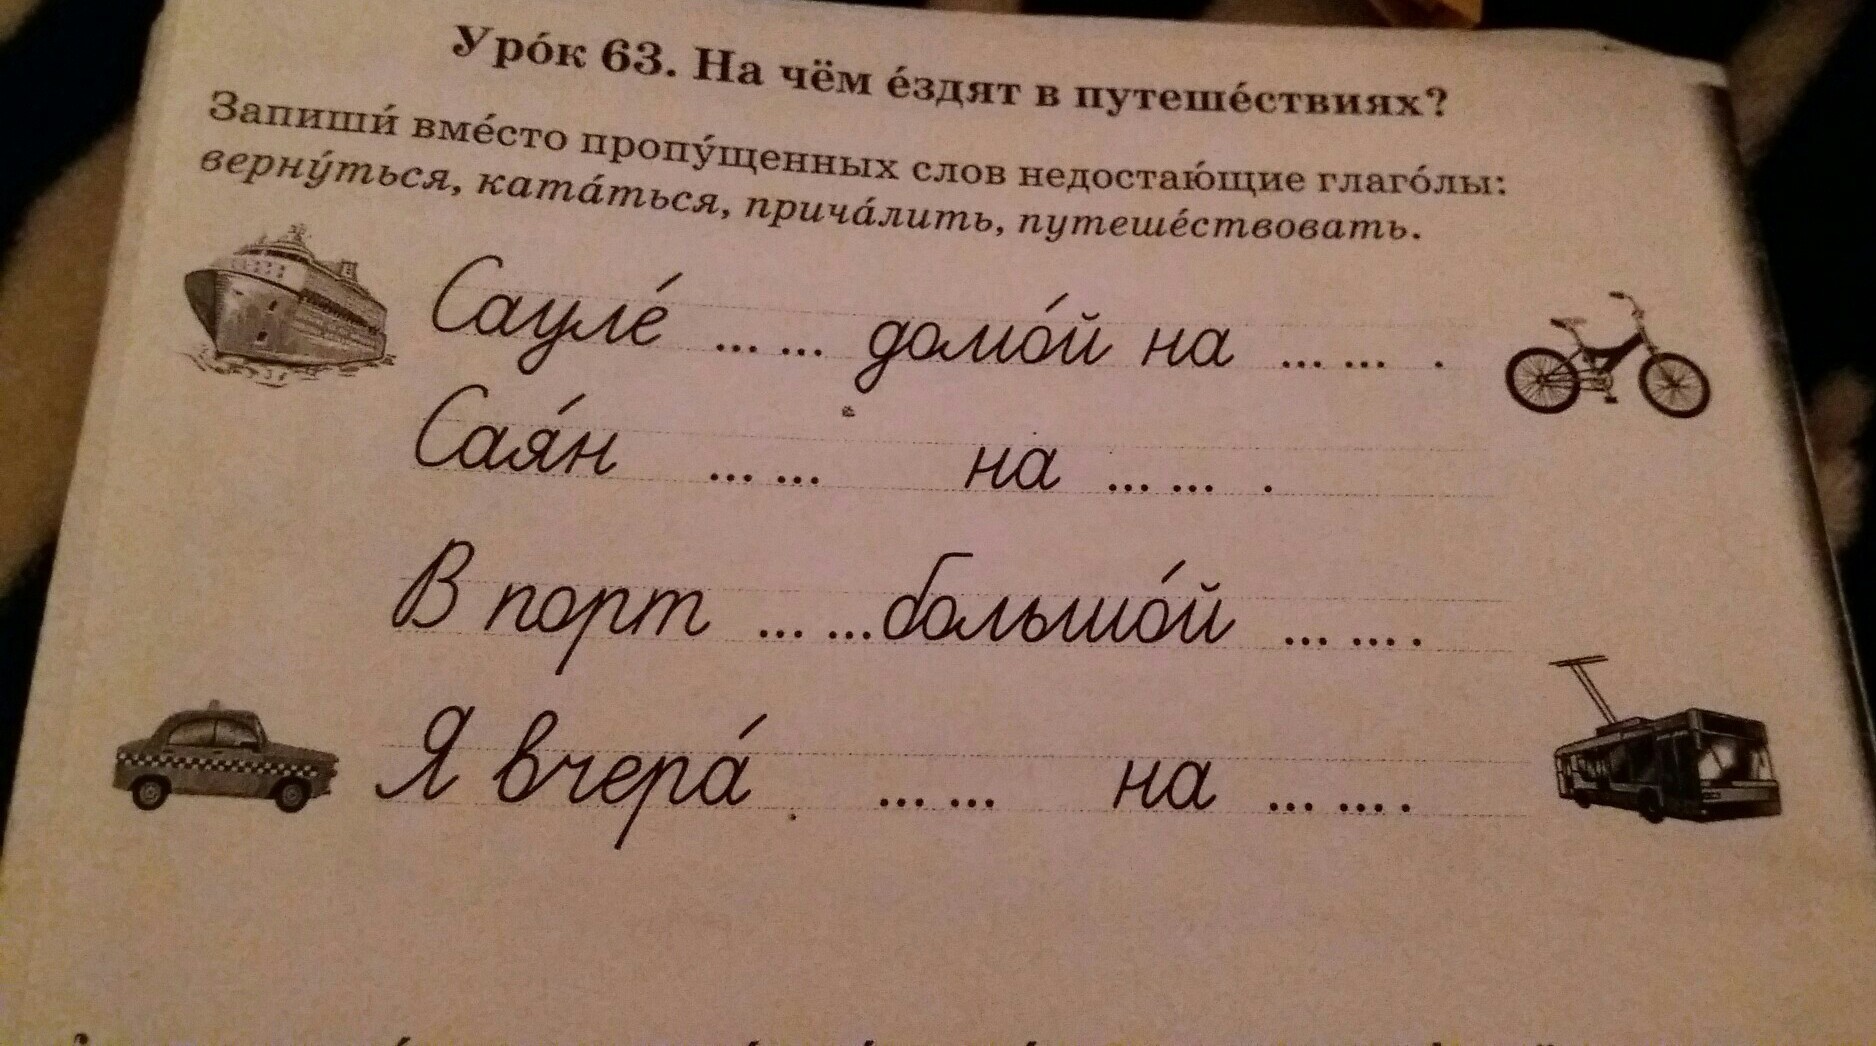 Уро́к 63. На чём е́здят в путеше́ствиях?
Запиши́ вме́сто пропу́щенных слов недостаю́щие глаго́лы:
верну́ться, ката́ться, прича́лить, путеше́ствовать.
Сауле́ ... ... домо́й на ... ... .
Сая́н ... ... на ... ... .
В порт ... ... большо́й ... ... .
Я вчера́ ... ... на ... ... .